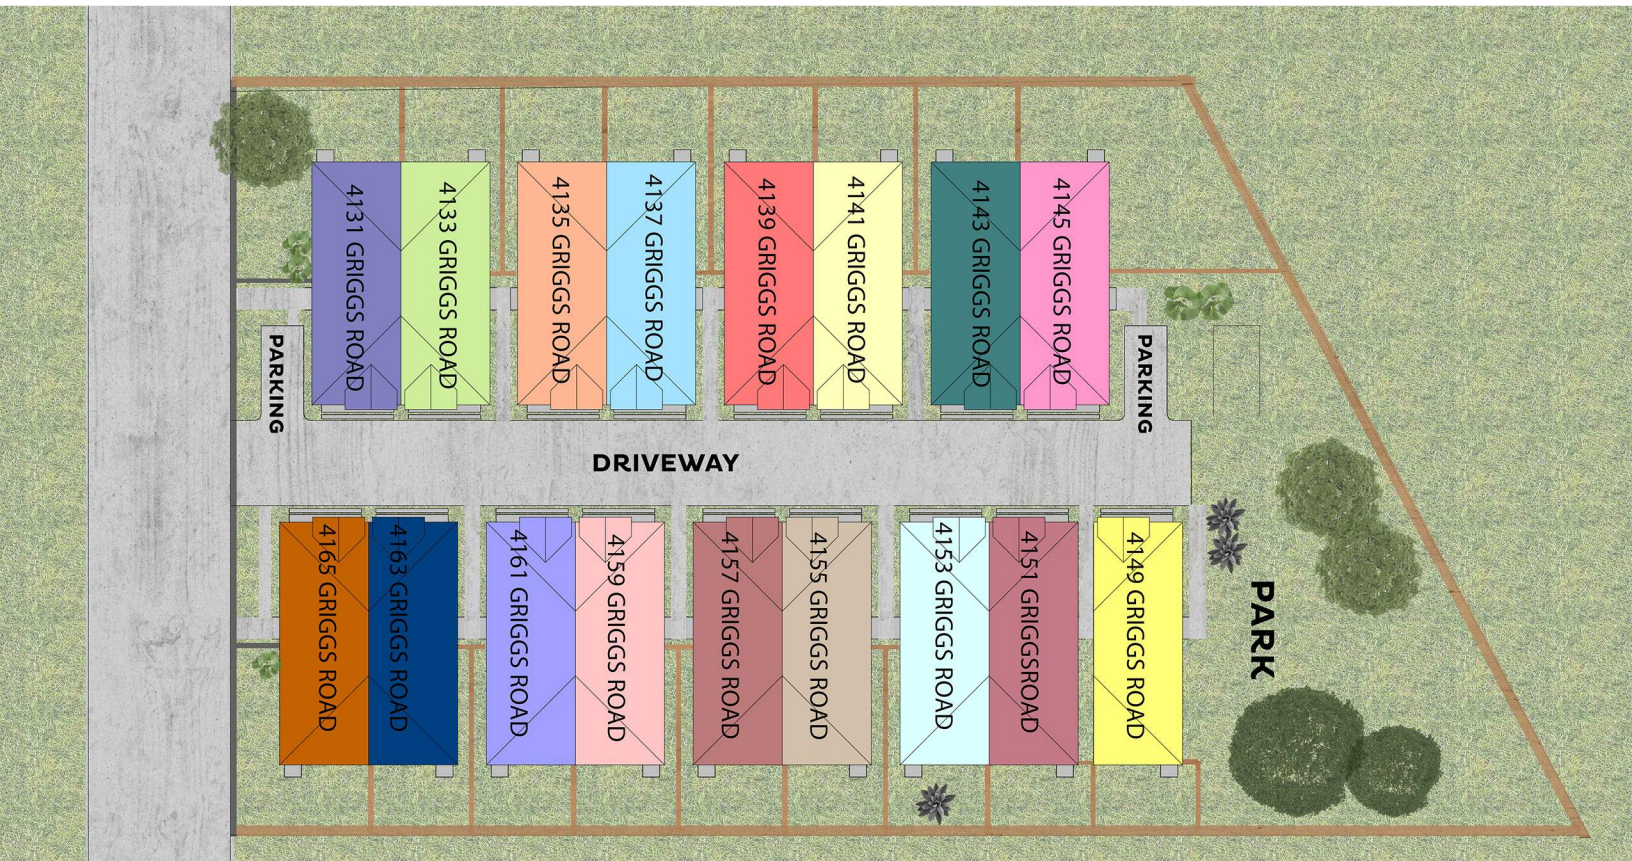 4131 GRIGGS ROAD
4133 GRIGGS ROAD
4135 GRIGGS ROAD
4137 GRIGGS ROAD
4139 GRIGGS ROAD
4141 GRIGGS ROAD
4143 GRIGGS ROAD
4145 GRIGGS ROAD
PARKING
PARKING
DRIVEWAY
4165 GRIGGS ROAD
4163 GRIGGS ROAD
4161 GRIGGS ROAD
4159 GRIGGS ROAD
4157 GRIGGS ROAD
4155 GRIGGS ROAD
4153 GRIGGS ROAD
4151 GRIGGSROAD
4149 GRIGGS ROAD
PARK